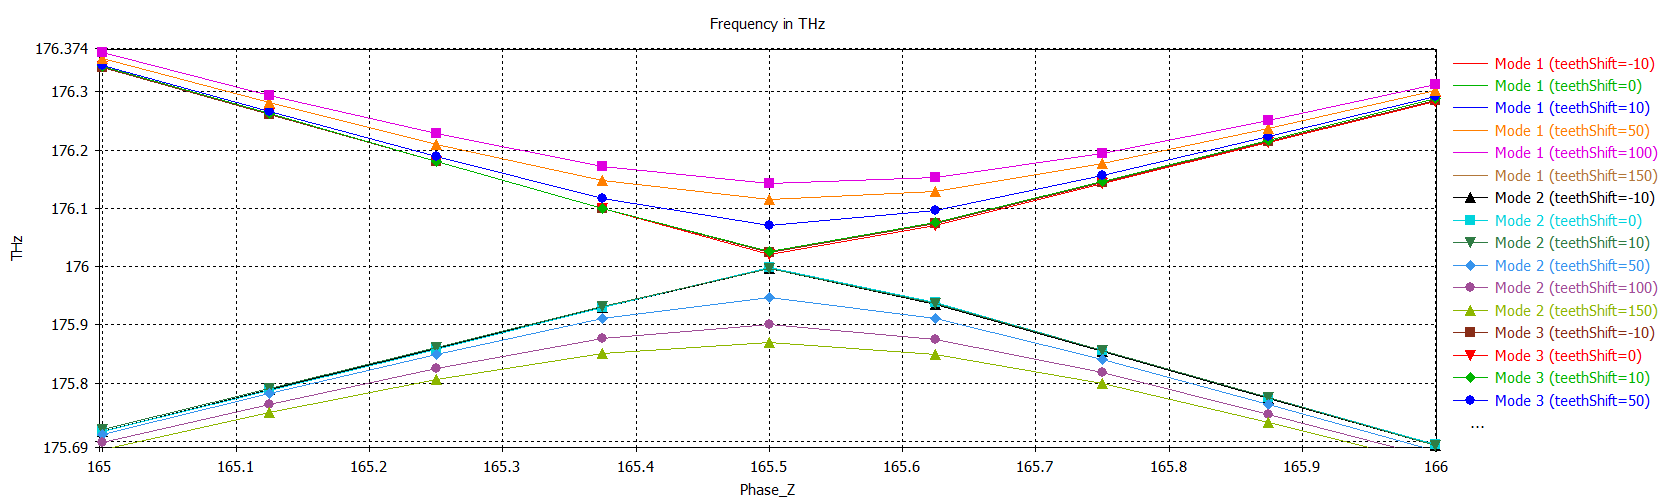 Frequency in THz
176.374
176.3
176.2
176.1
176
175.9
175.8
175.69
THz
165
165.1
165.2
165.3
165.4
165.5
165.6
165.7
165.8
165.9
166
Phase_Z
Mode 1 (teethShift=-10)
Mode 1 (teethShift=0)
Mode 1 (teethShift=10)
Mode 1 (teethShift=50)
Mode 1 (teethShift=100)
Mode 1 (teethShift=150)
Mode 2 (teethShift=-10)
Mode 2 (teethShift=0)
Mode 2 (teethShift=10)
Mode 2 (teethShift=50)
Mode 2 (teethShift=100)
Mode 2 (teethShift=150)
Mode 3 (teethShift=-10)
Mode 3 (teethShift=0)
Mode 3 (teethShift=10)
Mode 3 (teethShift=50)
...